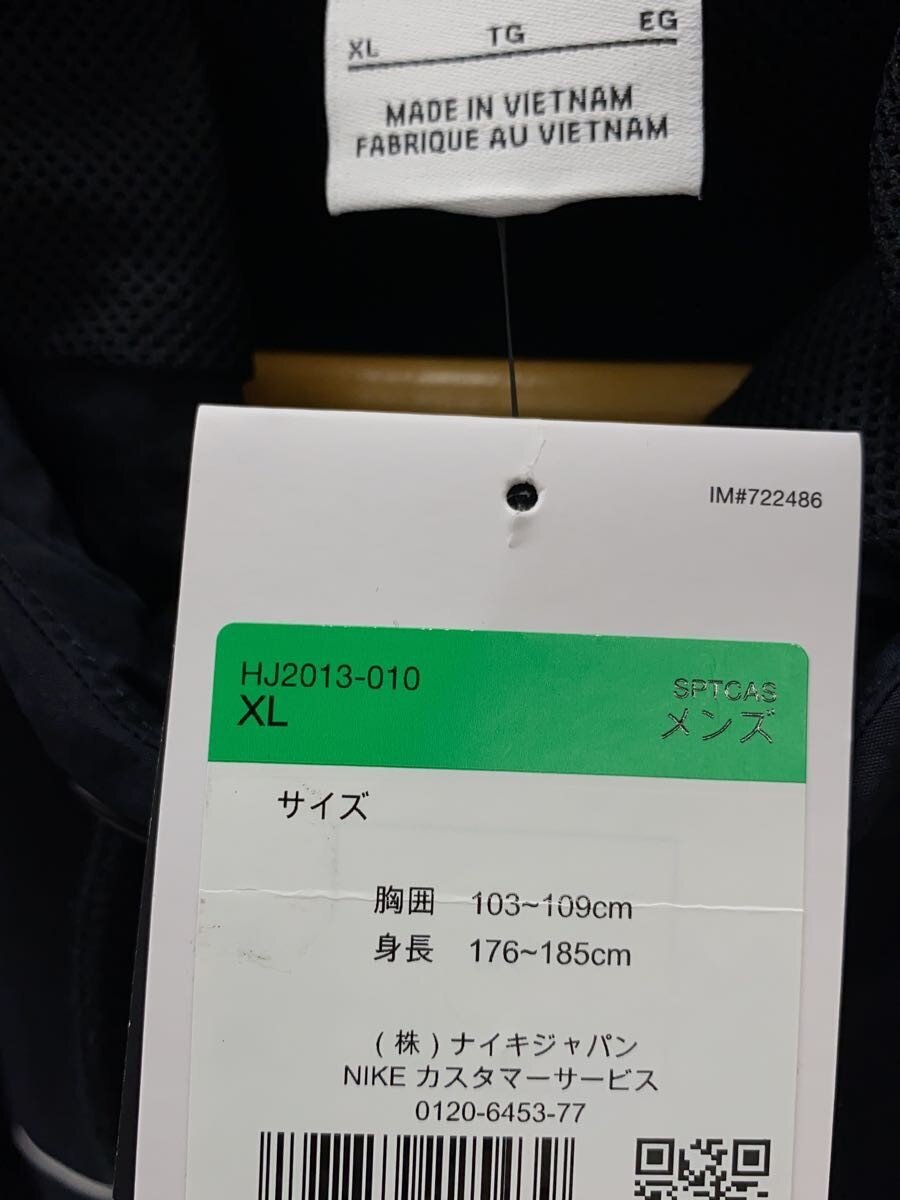 XL TG EG
MADE IN VIETNAM
FABRIQUE AU VIETNAM
IM#722486
HJ2013-010 SPTCAS
XL メンズ
サイズ
胸囲 103~109cm
身長 176~185cm
(株)ナイキジャパン
NIKE カスタマーサービス
0120-6453-77